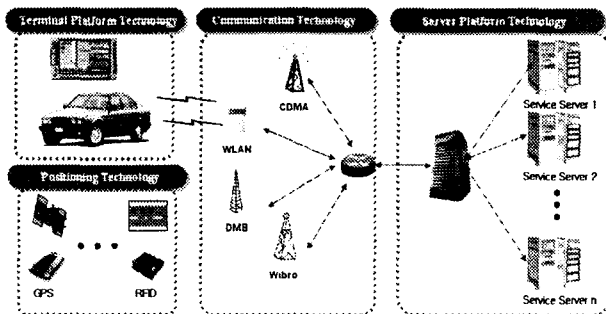 Terminal Platform Technology
Communication Technology
Server Platform Technology
CDMA
WLAN
DMB
Wibro
Positioning Technology
GPS
RFID
Service Server 1
Service Server 2
Service Server n